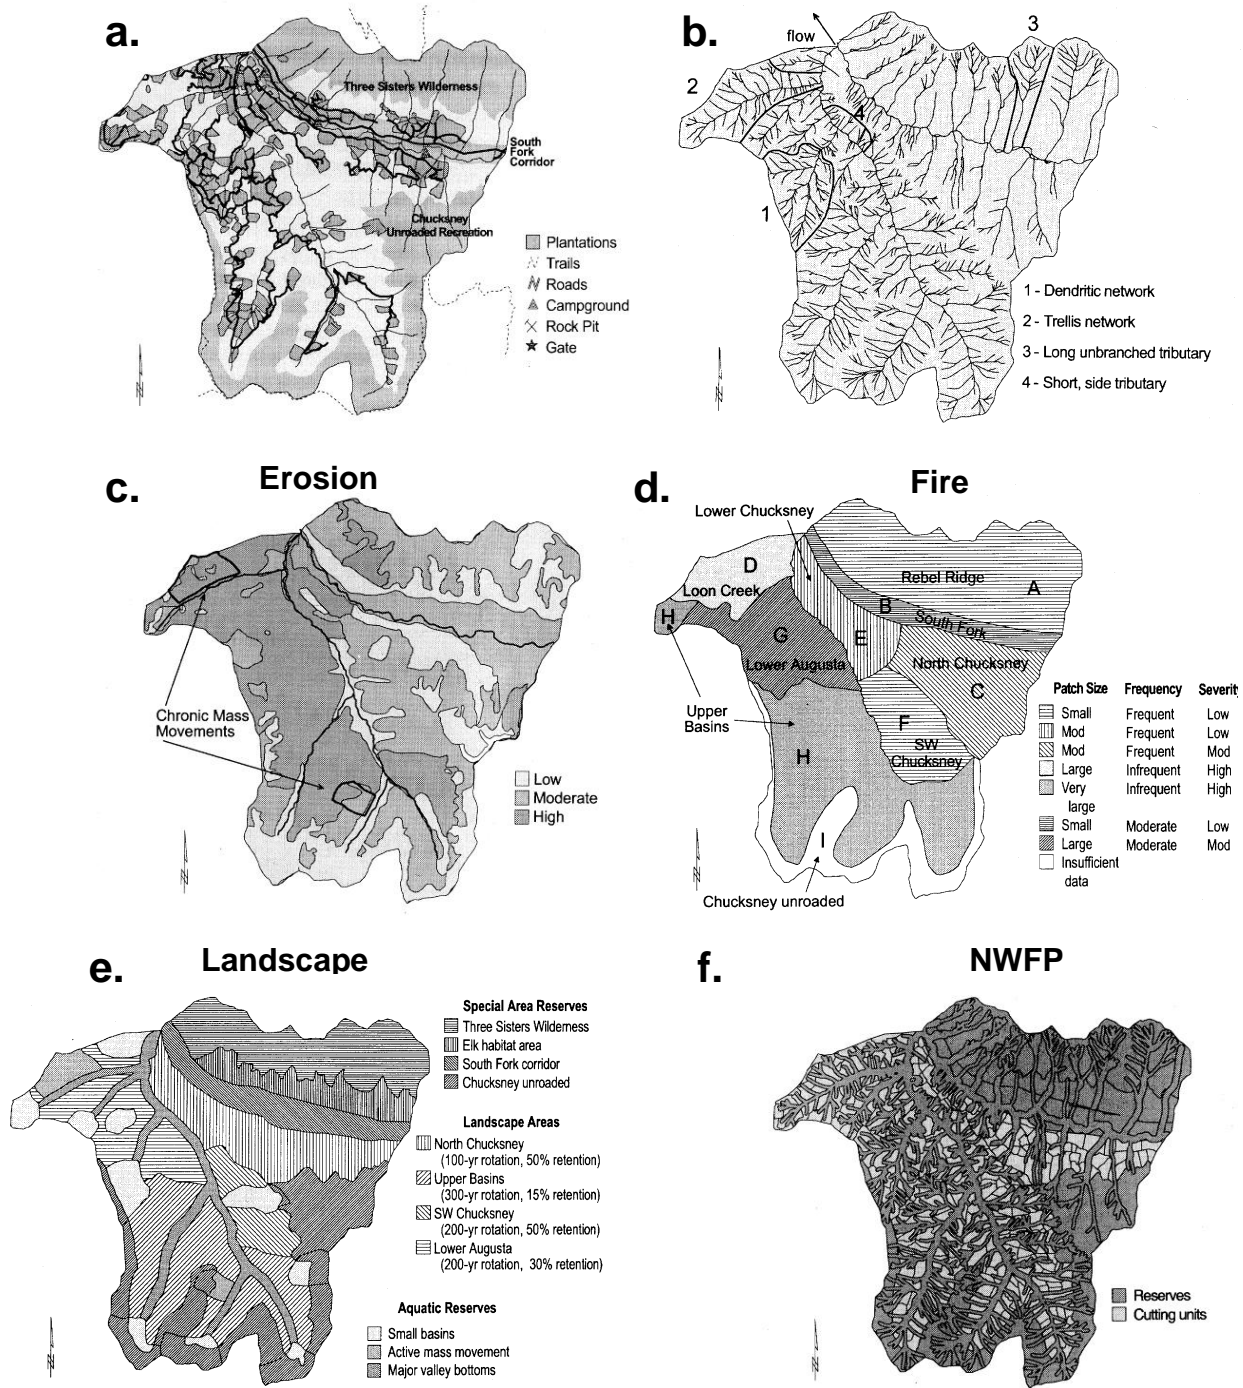 a.
Three Sisters Wilderness
South
Fork
Corridor
Chucksney
Unroaded Recreation
Plantations
Trails
Roads
Campground
Rock Pit
Gate
N
b.
flow
3
2
4
1
1 - Dendritic network
2 - Trellis network
3 - Long unbranched tributary
4 - Short, side tributary
N
c.
Erosion
Chronic Mass
Movements
Low
Moderate
High
N
d.
Fire
Lower Chucksney
D
Loon Creek
Rebel Ridge
A
B
South Fork
H
G
E
Lower Augusta
North Chucksney
C
Upper
Basins
F
SW
Chucksney
H
I
Chucksney unroaded
Patch Size Frequency Severity
Small Frequent Low
Mod Frequent Low
Mod Frequent Mod
Large Infrequent High
Very Infrequent High
large
Small Moderate Low
Large Moderate Mod
Insufficient
data
N
e.
Landscape
Special Area Reserves
Three Sisters Wilderness
Elk habitat area
South Fork corridor
Chucksney unroaded
Landscape Areas
North Chucksney
(100-yr rotation, 50% retention)
Upper Basins
(300-yr rotation, 15% retention)
SW Chucksney
(200-yr rotation, 50% retention)
Lower Augusta
(200-yr rotation, 30% retention)
Aquatic Reserves
Small basins
Active mass movement
Major valley bottoms
N
f.
NWFP
Reserves
Cutting units
N